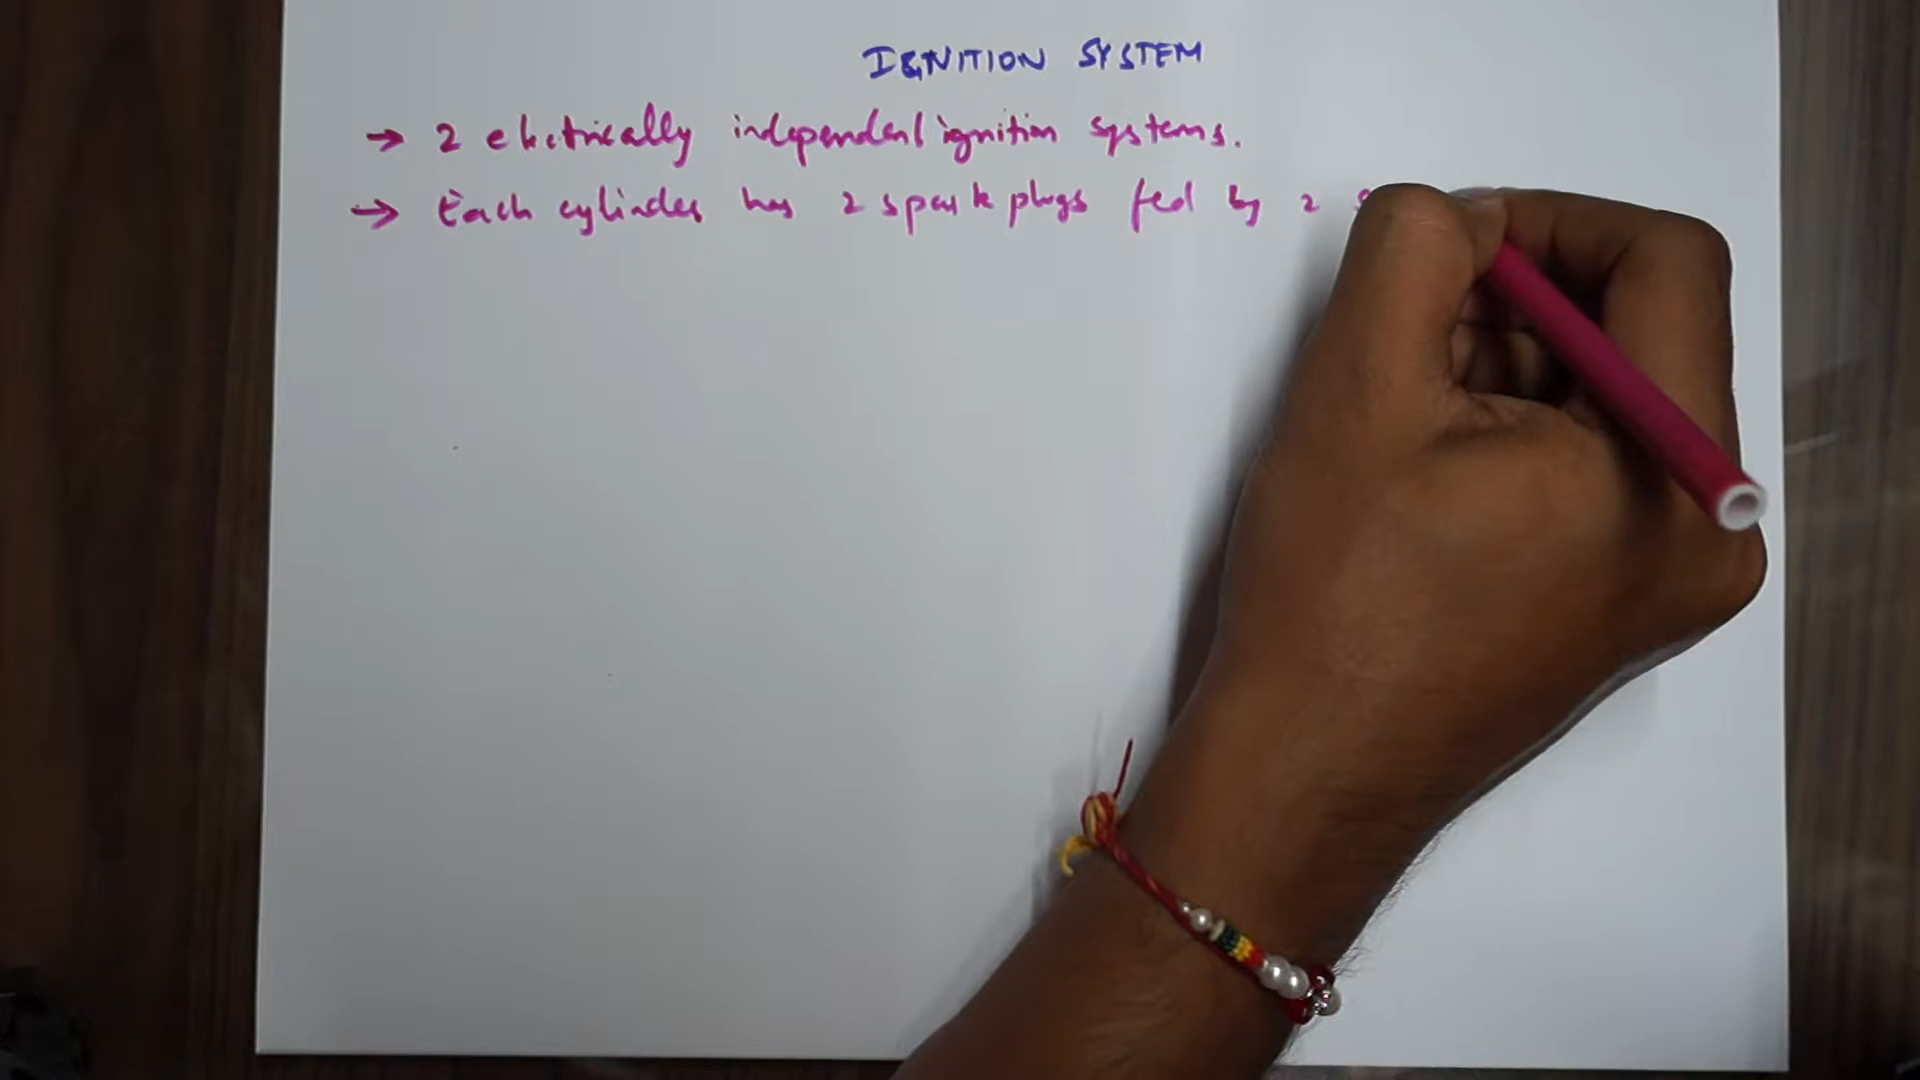 IGNITION SYSTEM
→ 2 electrically independent ignition systems.
→ Each cylinder has 2 spark plugs fed by 2